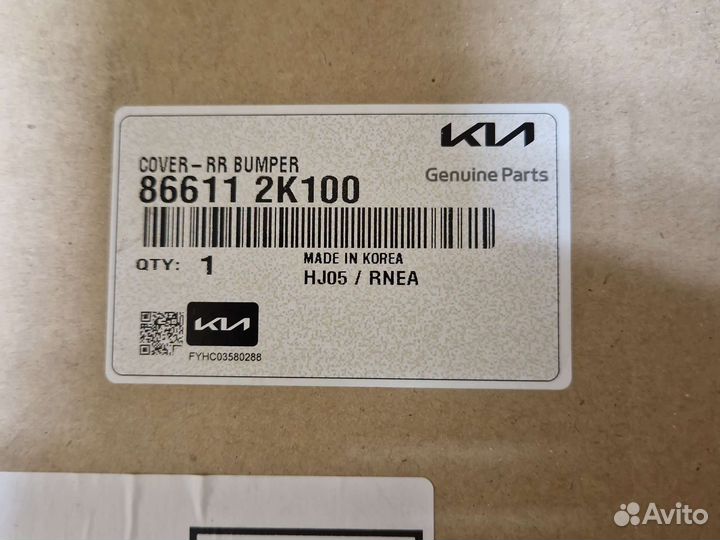 KIA
Genuine Parts
COVER-RR BUMPER
86611 2K100
QTY: 1
MADE IN KOREA
HJ05 / RNEA
KIA
FYHC03580288
Avito